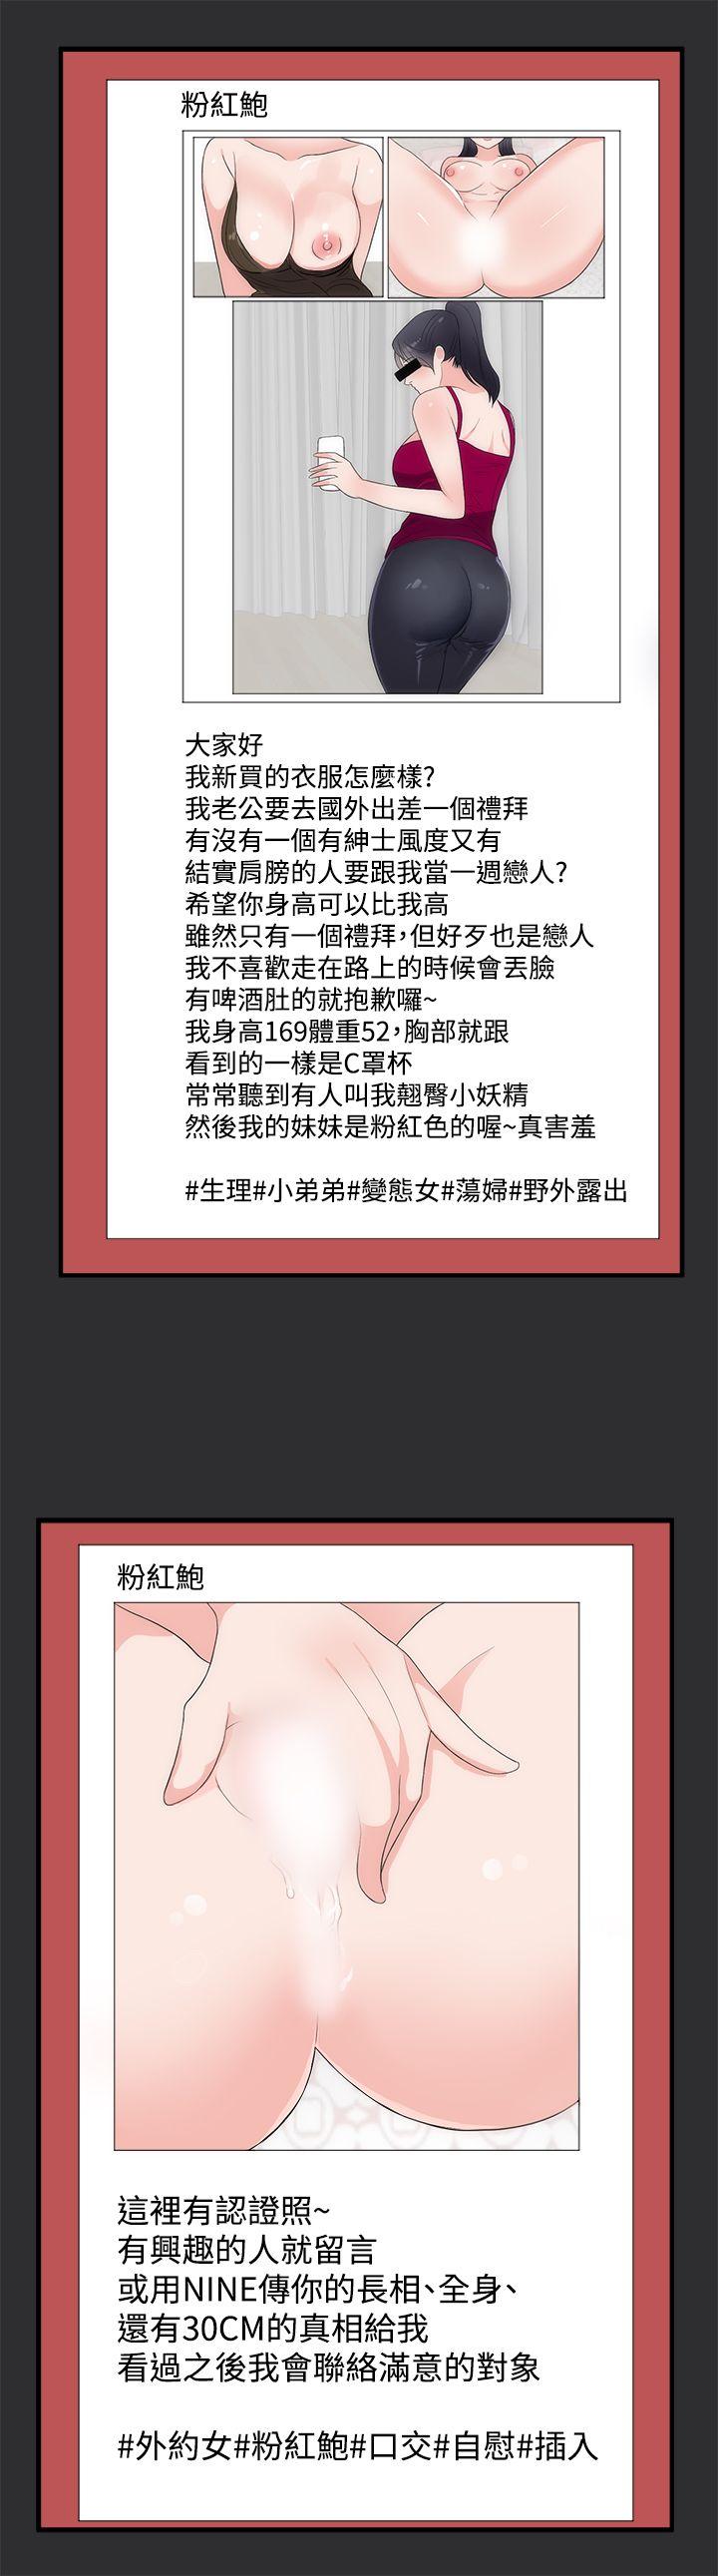 粉紅鮑
大家好
我新買的衣服怎麼樣?
我老公要去國外出差一個禮拜
有沒有一個有紳士風度又有
結實肩膀的人要跟我當一週戀人?
希望你身高可以比我高
雖然只有一個禮拜,但好歹也是戀人
我不喜歡走在路上的時候會丟臉
有啤酒肚的就抱歉囉~
我身高169體重52,胸部就跟
看到的一樣是C罩杯
常常聽到有人叫我翹臀小妖精
然後我的妹妹是粉紅色的喔~真害羞
#生理#小弟弟#變態女#蕩婦#野外露出
粉紅鮑
這裡有認證照~
有興趣的人就留言
或用NINE傳你的長相、全身、
還有30CM的真相給我
看過之後我會聯絡滿意的對象
#外約女#粉紅鮑#口交#自慰#插入